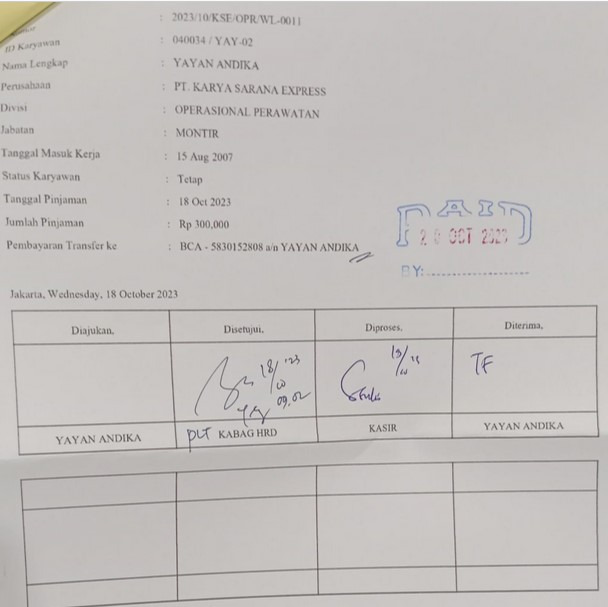 Nomor : 2023/10/KSE/OPR/WL-0011
ID Karyawan : 040034 / YAY-02
Nama Lengkap : YAYAN ANDIKA
Perusahaan : PT. KARYA SARANA EXPRESS
Divisi : OPERASIONAL PERAWATAN
Jabatan : MONTIR
Tanggal Masuk Kerja : 15 Aug 2007
Status Karyawan : Tetap
Tanggal Pinjaman : 18 Oct 2023
Jumlah Pinjaman : Rp 300,000
Pembayaran Transfer ke : BCA - 5830152808 a/n YAYAN ANDIKA
PAID
OCT 2023
BY:
Jakarta, Wednesday, 18 October 2023
Diajukan, Disetujui, Diproses, Diterima,
18/10 '23
09.02
TF
YAYAN ANDIKA PLT KABAG HRD KASIR YAYAN ANDIKA